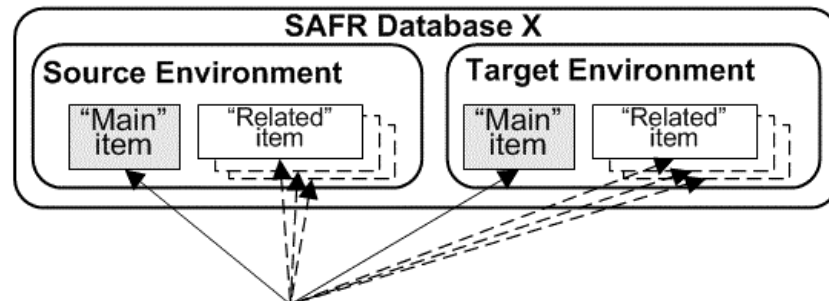 SAFR Database X
Source Environment
“Main”
item
“Related”
item
Target Environment
“Main”
item
“Related”
item